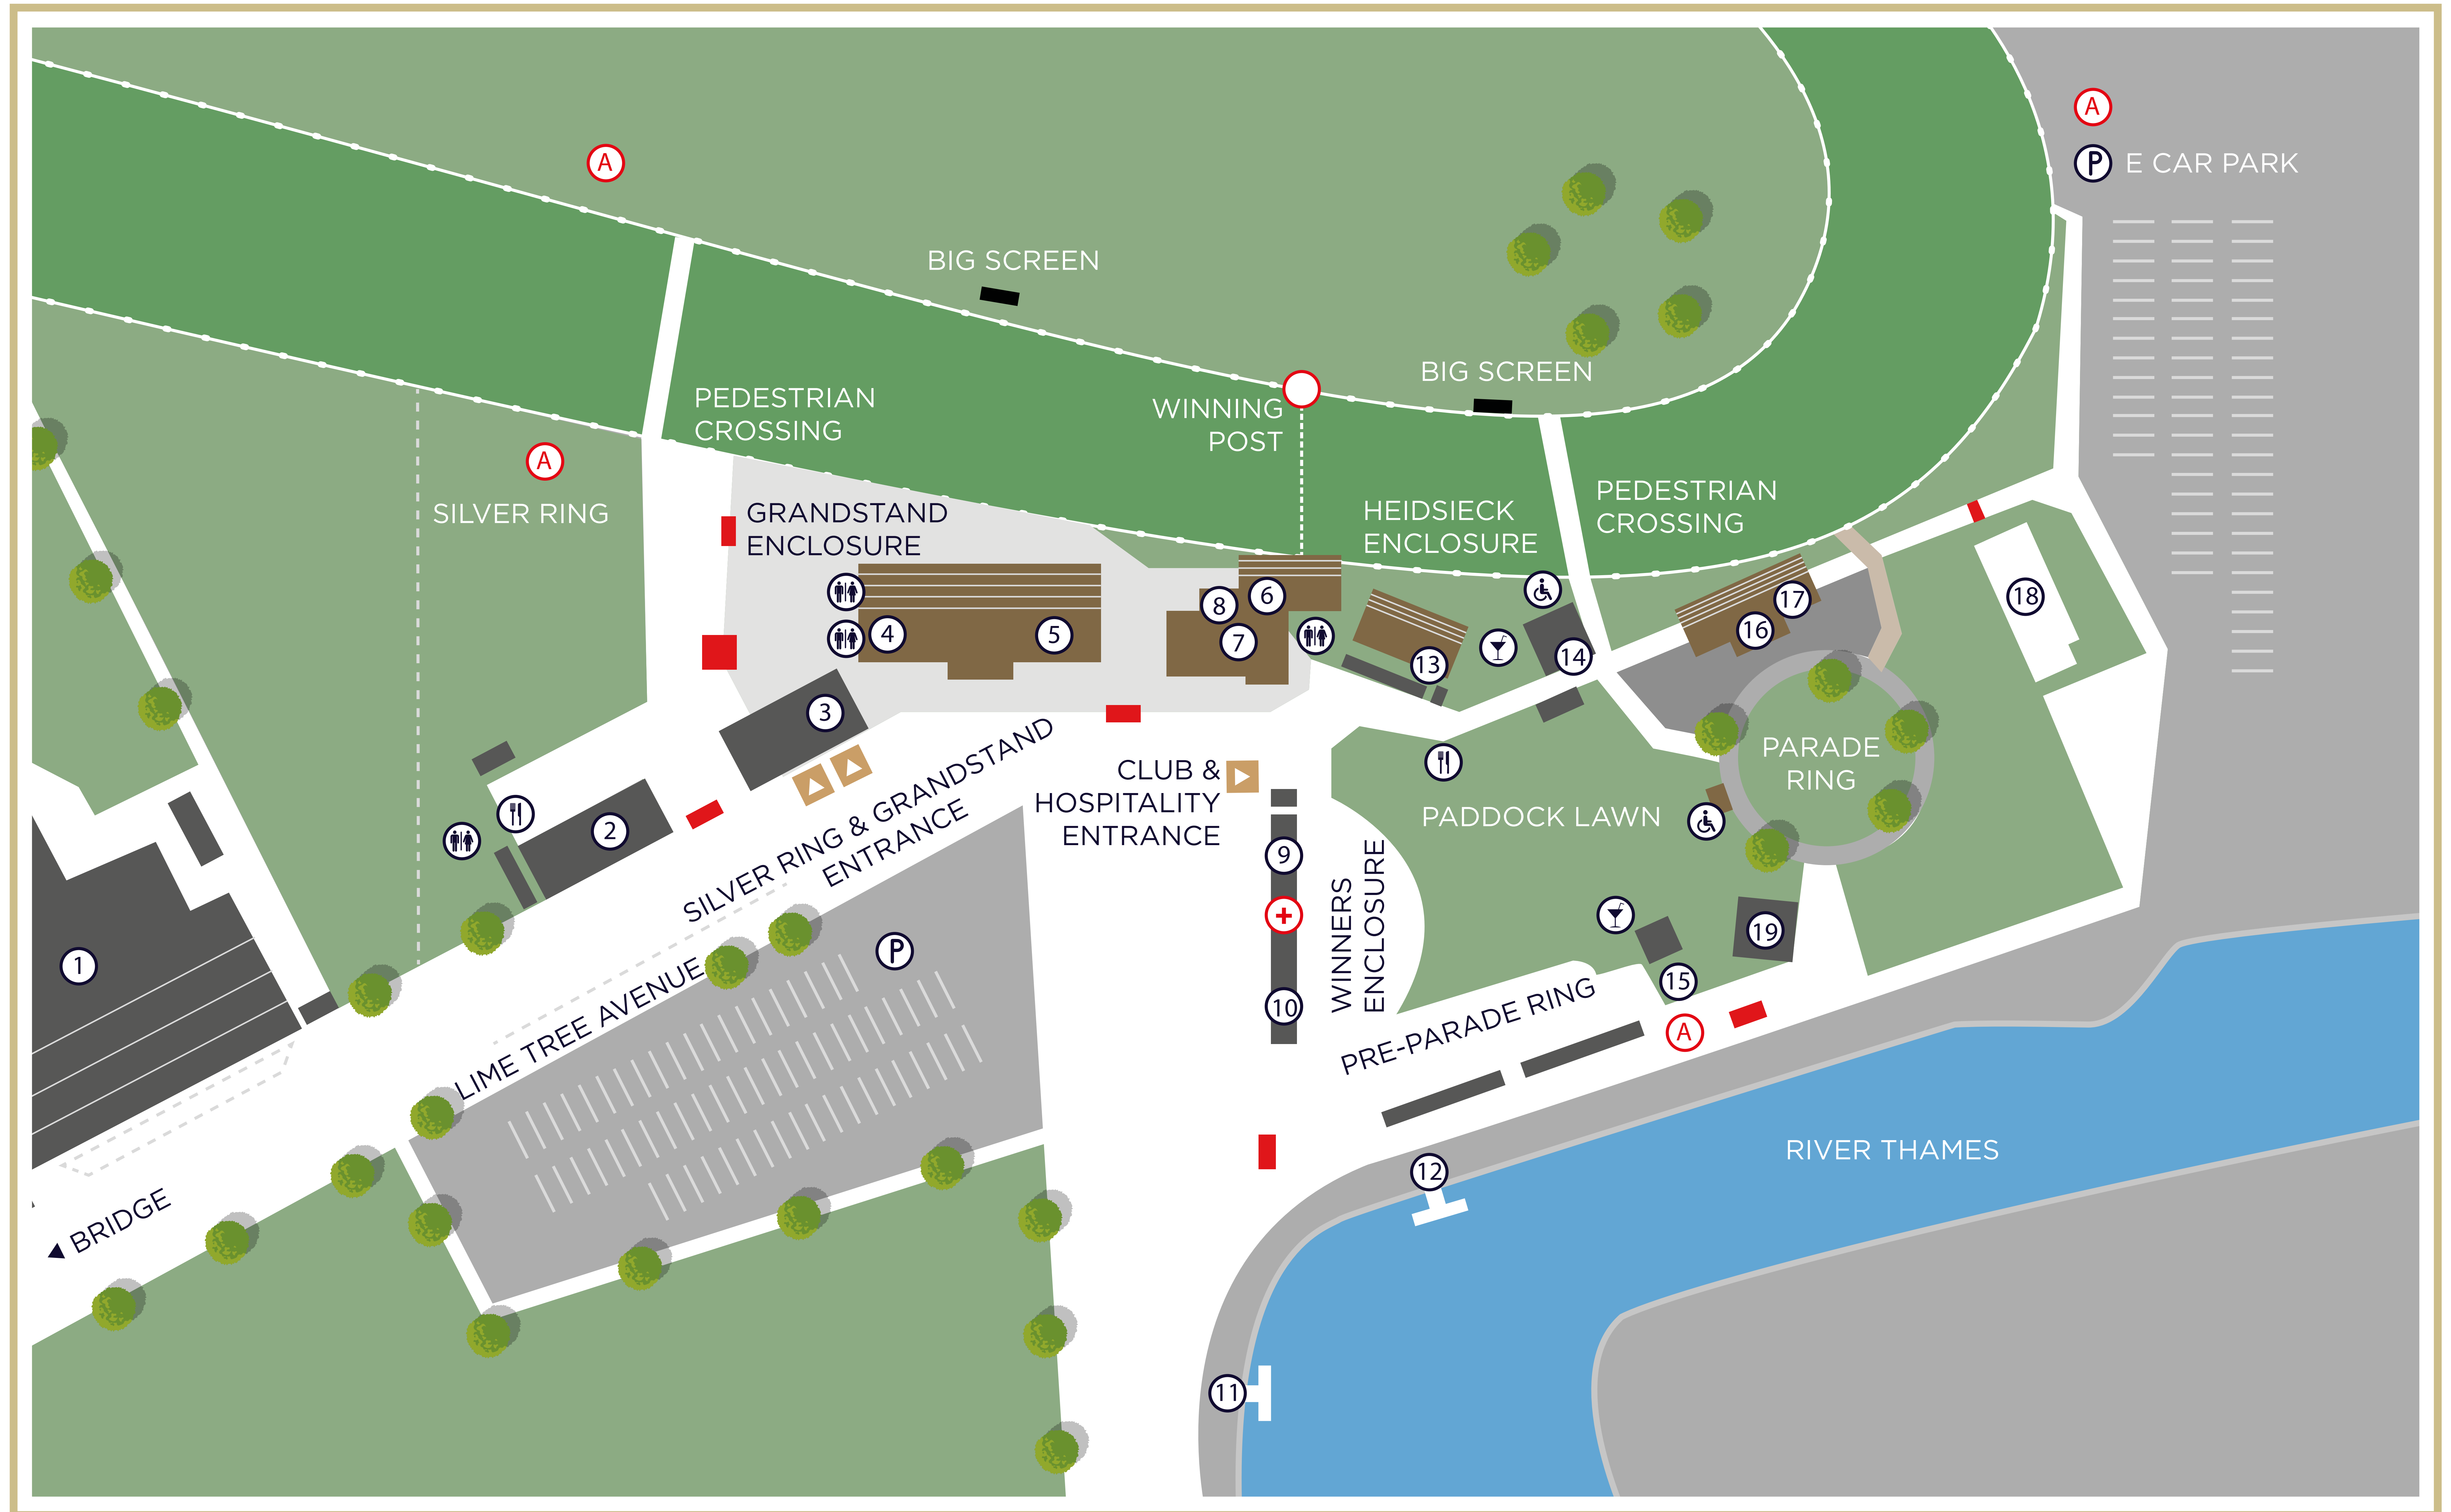 A
A
P E CAR PARK
BIG SCREEN
BIG SCREEN
PEDESTRIAN
CROSSING
WINNING
POST
A
SILVER RING
GRANDSTAND
ENCLOSURE
HEIDSIECK
ENCLOSURE
PEDESTRIAN
CROSSING
4
5
6
8
7
13
14
16
17
18
3
2
1
SILVER RING & GRANDSTAND
ENTRANCE
CLUB &
HOSPITALITY
ENTRANCE
PARADE
RING
PADDOCK LAWN
9
10
WINNERS
ENCLOSURE
19
15
A
PRE-PARADE RING
P
LIME TREE AVENUE
BRIDGE
12
11
RIVER THAMES